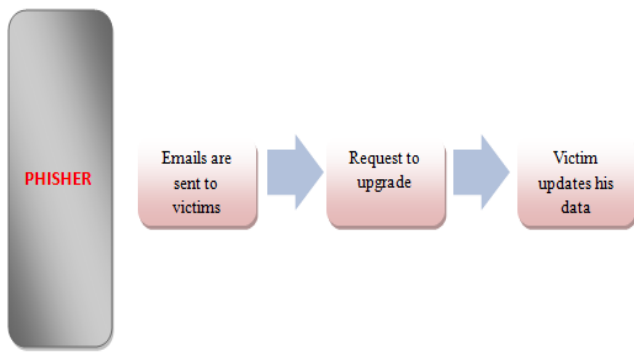 PHISHER
Emails are
sent to
victims
Request to
upgrade
Victim
updates his
data